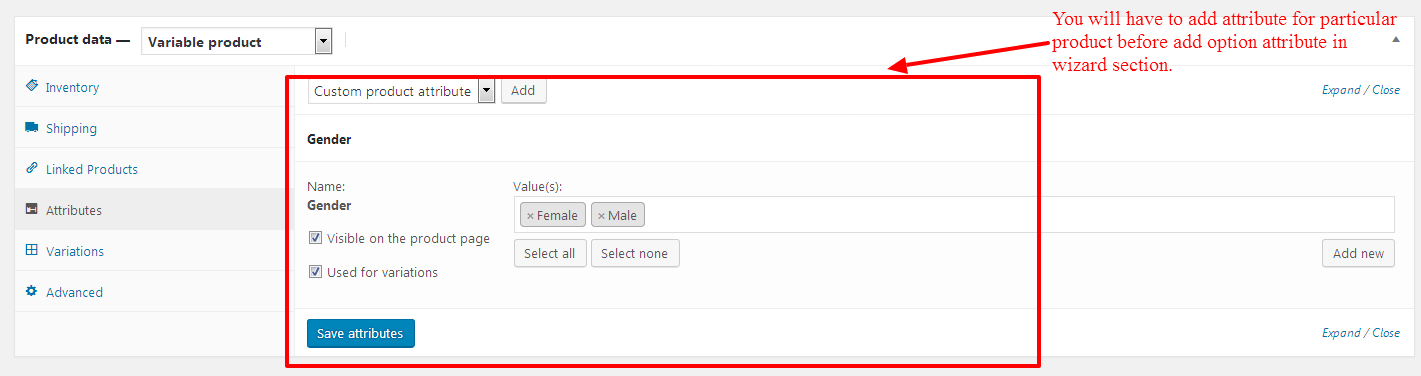 You will have to add attribute for particular
product before add option attribute in
wizard section.
Product data — Variable product
Inventory
Shipping
Linked Products
Attributes
Variations
Advanced
Custom product attribute Add
Expand / Close
Gender
Name:
Gender
Visible on the product page
Used for variations
Value(s):
× Female × Male
Select all Select none
Add new
Save attributes
Expand / Close